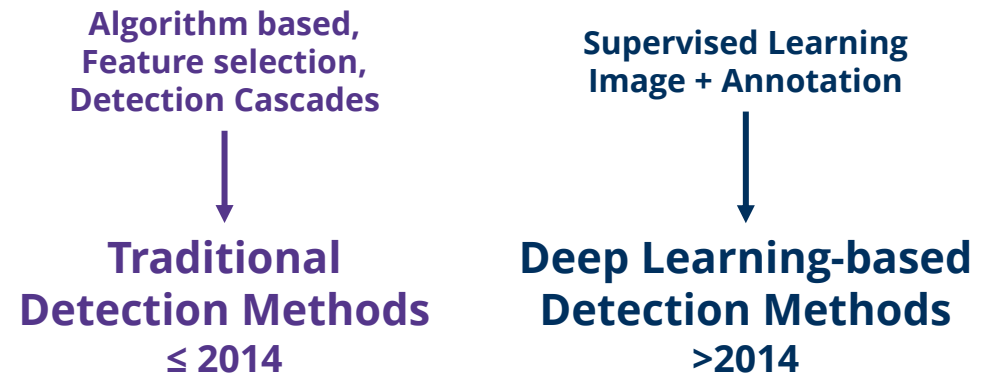 Algorithm based,
Feature selection,
Detection Cascades
Traditional
Detection Methods
≤ 2014
Supervised Learning
Image + Annotation
Deep Learning-based
Detection Methods
>2014